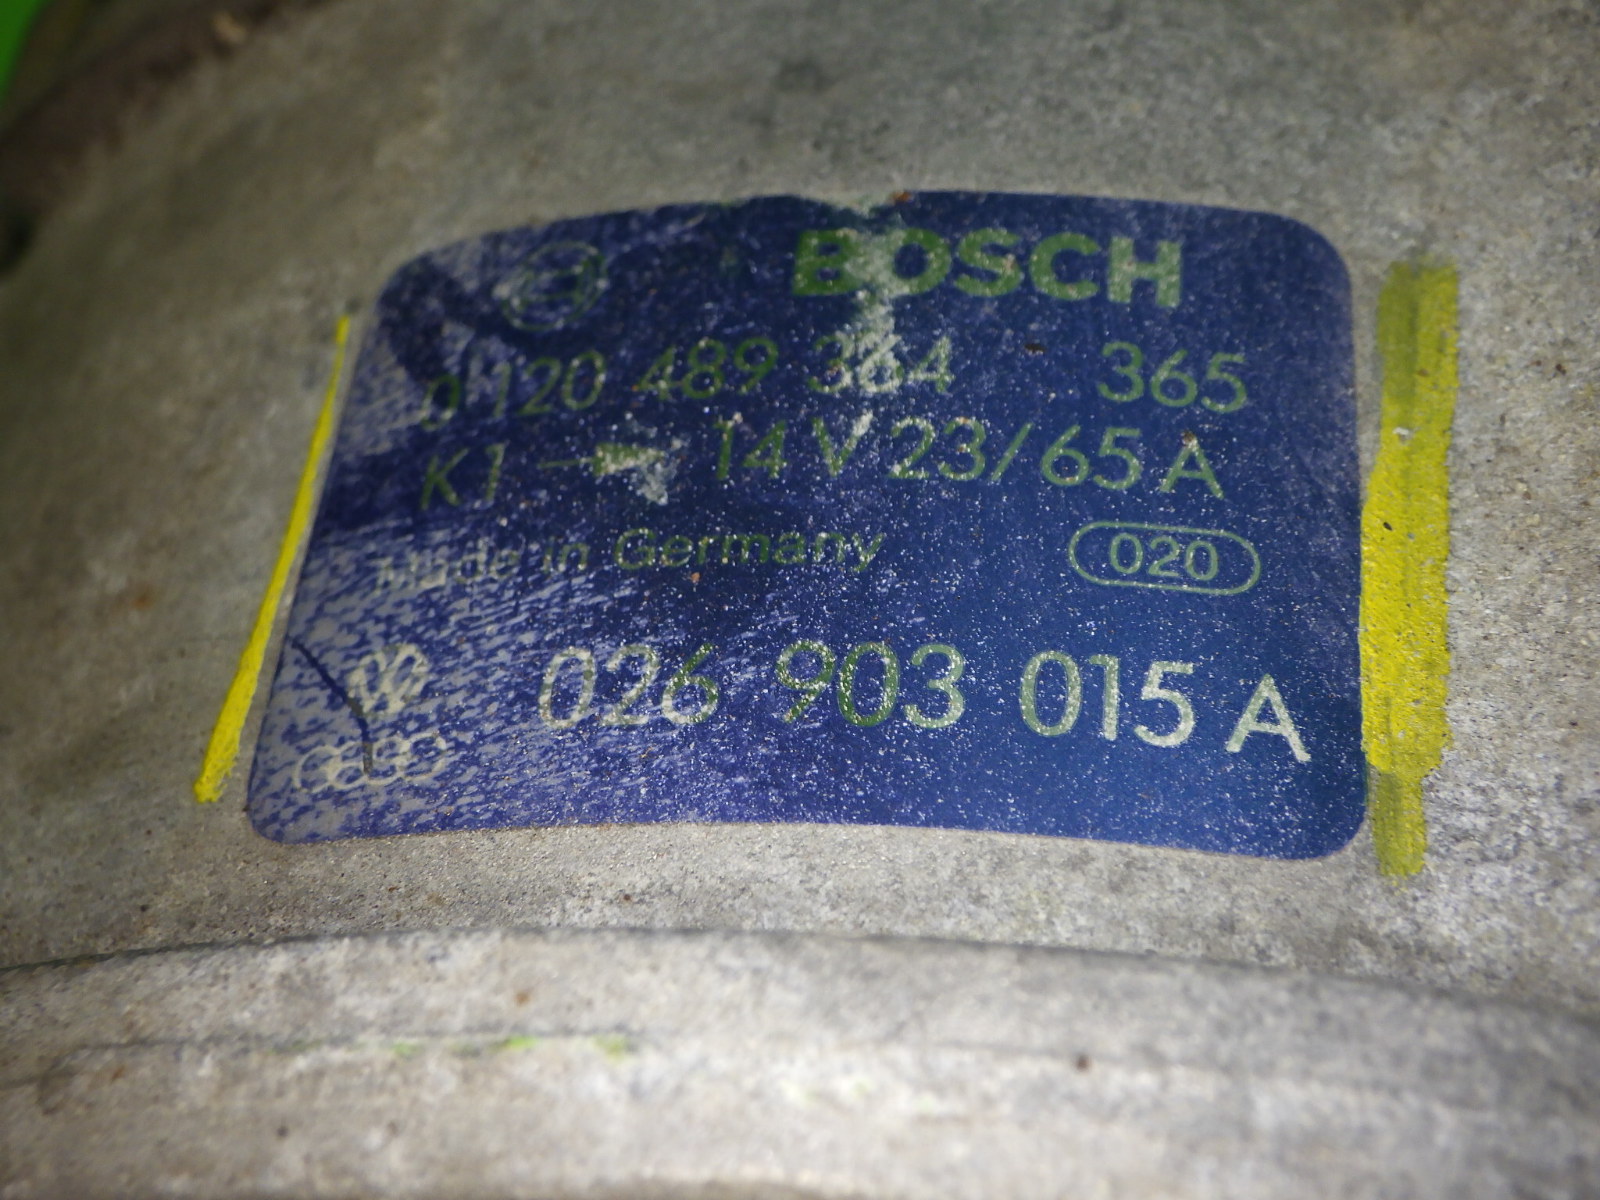 BOSCH
0 120 489 364 365
K1 14 V 23/65 A
Made in Germany 020
026 903 015 A